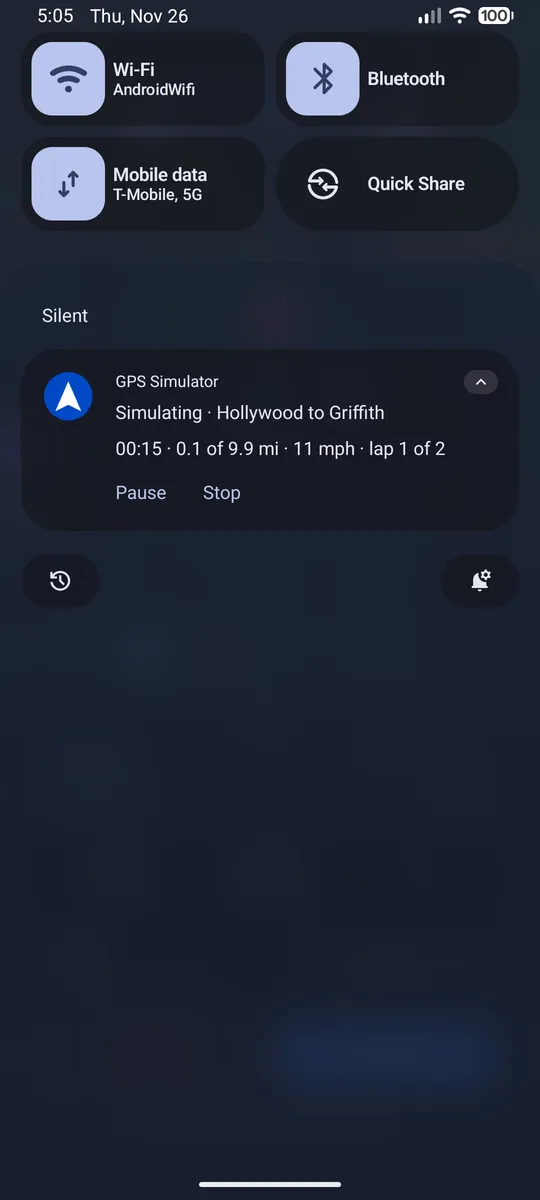 5:05 Thu, Nov 26 100
Wi-Fi
AndroidWifi
Bluetooth
Mobile data
T-Mobile, 5G
Quick Share
Silent
GPS Simulator
Simulating · Hollywood to Griffith
00:15 · 0.1 of 9.9 mi · 11 mph · lap 1 of 2
Pause Stop